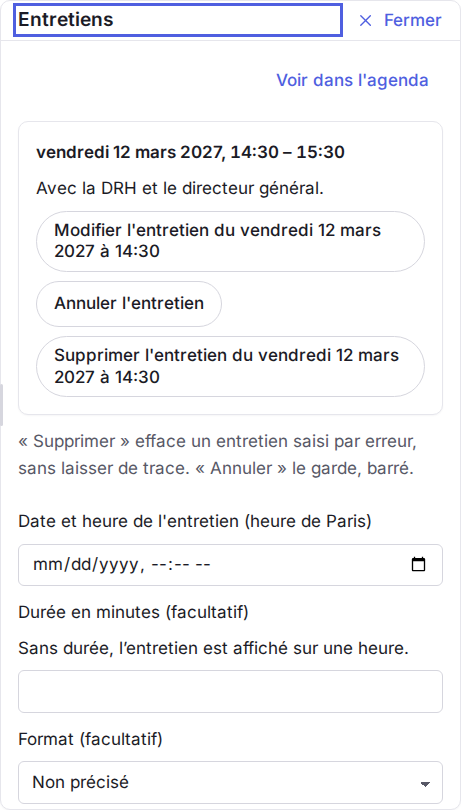 Entretiens
Fermer
Voir dans l'agenda
vendredi 12 mars 2027, 14:30 – 15:30
Avec la DRH et le directeur général.
Modifier l'entretien du vendredi 12 mars
2027 à 14:30
Annuler l'entretien
Supprimer l'entretien du vendredi 12 mars
2027 à 14:30
« Supprimer » efface un entretien saisi par erreur,
sans laisser de trace. « Annuler » le garde, barré.
Date et heure de l'entretien (heure de Paris)
mm/dd/yyyy, --:-- --
Durée en minutes (facultatif)
Sans durée, l’entretien est affiché sur une heure.
Format (facultatif)
Non précisé